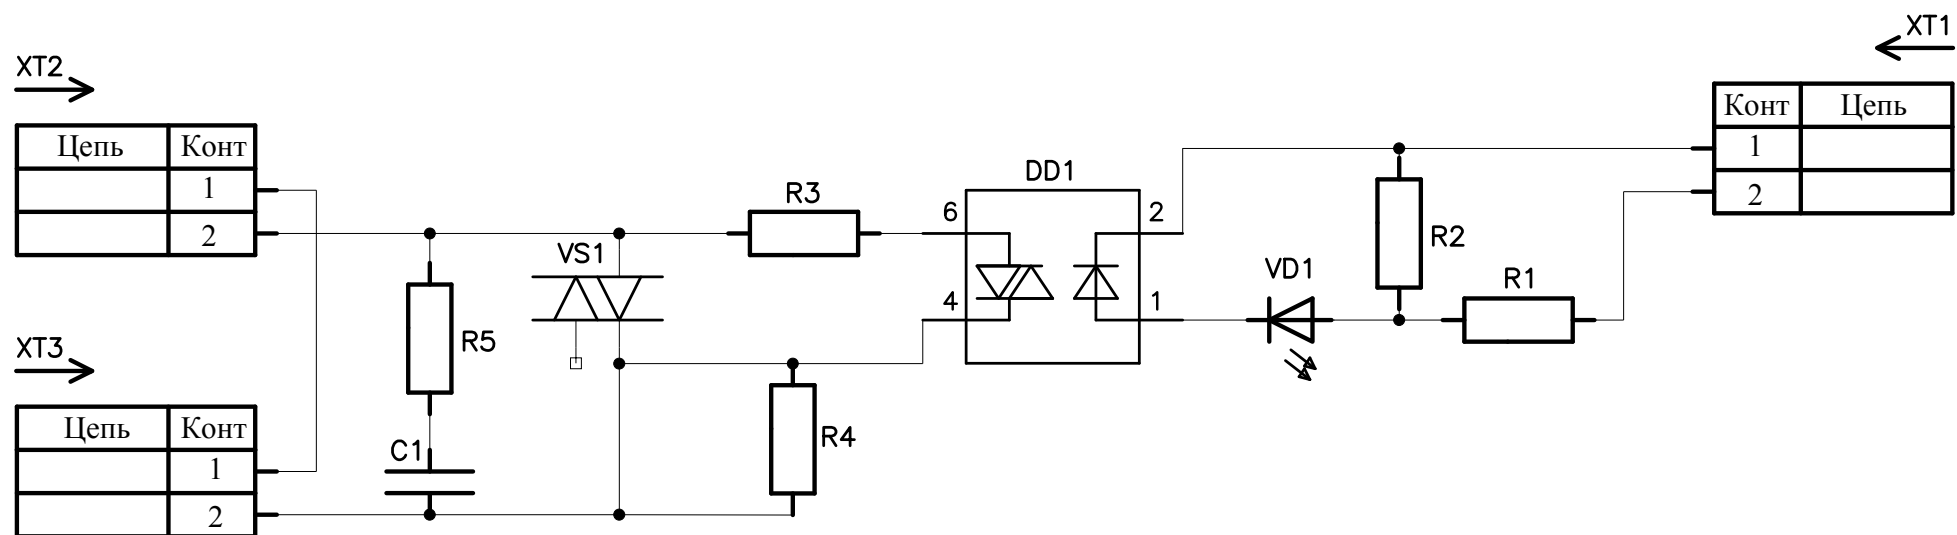 XT1
XT2
Конт Цепь
Цепь Конт
1
DD1
1
R3
6
2
2
2
R2
VS1
VD1
R1
4
1
R5
XT3
Цепь Конт
R4
C1
1
2